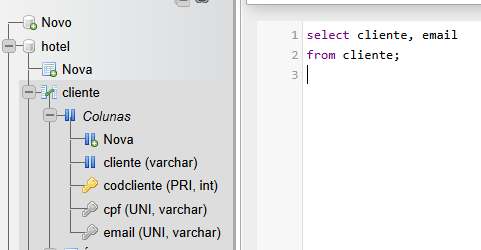 Novo
hotel
Nova
cliente
Colunas
Nova
cliente (varchar)
codcliente (PRI, int)
cpf (UNI, varchar)
email (UNI, varchar)
1 select cliente, email
2 from cliente;
3